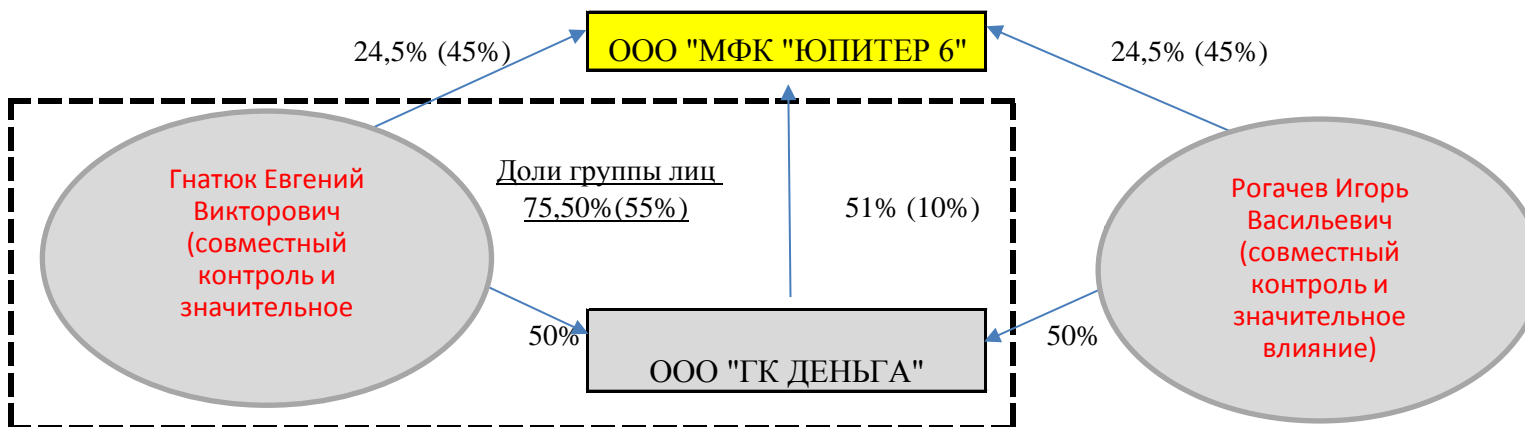 ООО "МФК "ЮПИТЕР 6"
24,5% (45%)
24,5% (45%)
Гнатюк Евгений
Викторович
(совместный
контроль и
значительное
Доли группы лиц
75,50%(55%)
51% (10%)
Рогачев Игорь
Васильевич
(совместный
контроль и
значительное
влияние)
50%
50%
ООО "ГК ДЕНЬГА"